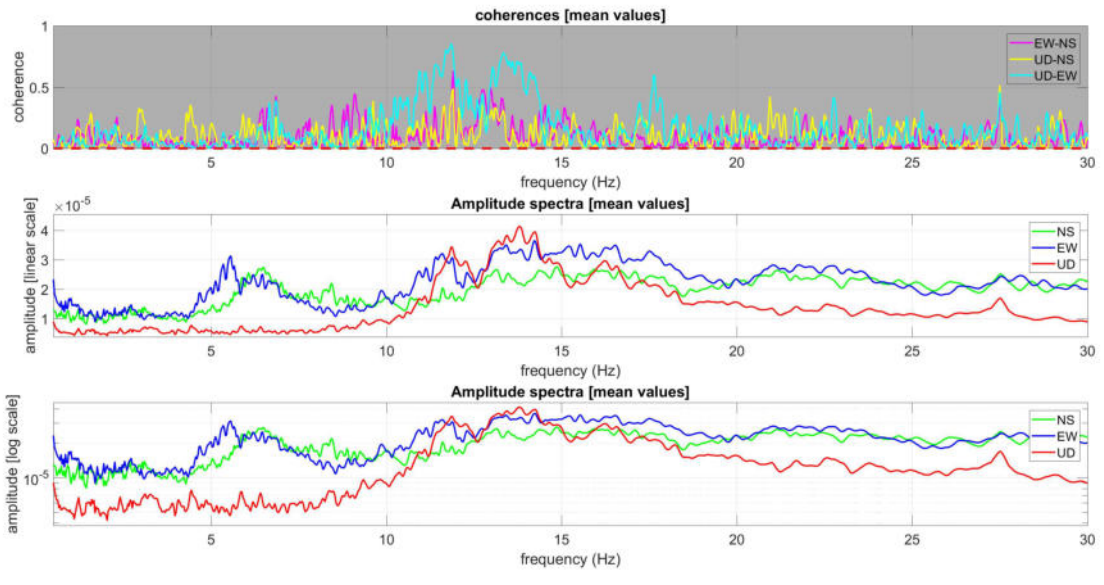 coherences [mean values]
1
0.5
0
coherence
EW-NS
UD-NS
UD-EW
5 10 15 20 25 30
frequency (Hz)
×10⁻⁵
Amplitude spectra [mean values]
4
3
2
1
amplitude [linear scale]
NS
EW
UD
5 10 15 20 25 30
frequency (Hz)
Amplitude spectra [mean values]
10⁻⁵
amplitude [log scale]
NS
EW
UD
5 10 15 20 25 30
frequency (Hz)